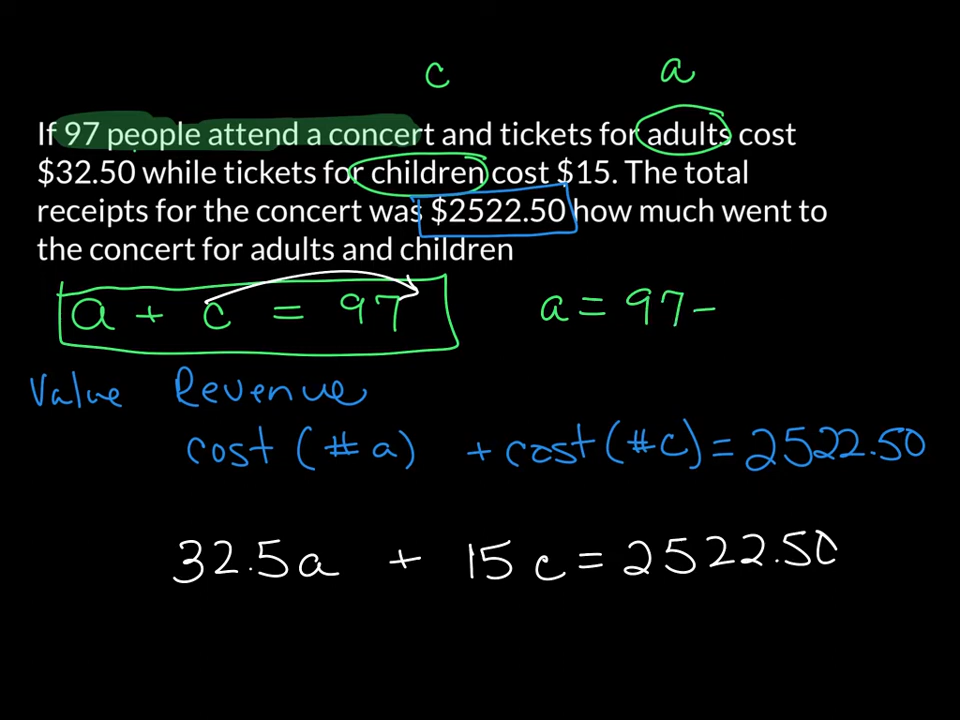 c a
If 97 people attend a concert and tickets for adults cost
$32.50 while tickets for children cost $15. The total
receipts for the concert was $2522.50 how much went to
the concert for adults and children
a + c = 97 a = 97 -
Value Revenue
cost (# a) + cost (# c) = 2522.50
32.5a + 15c = 2522.50